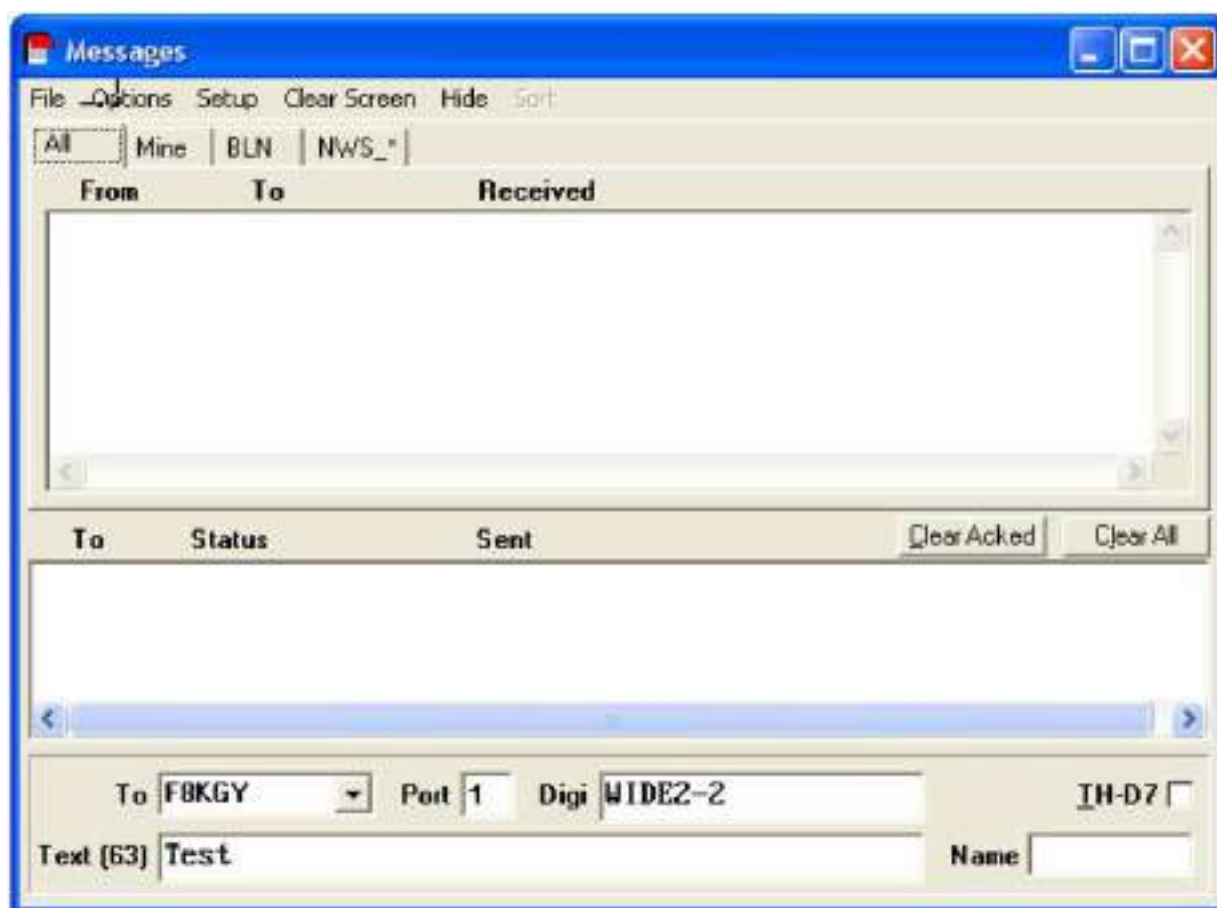 Messages
File Options Setup Clear Screen Hide Sort
All Mine BLN NWS_*
From To Received
To Status Sent Clear Acked Clear All
To F8KGY Port 1 Digi WIDE2-2 TH-D7
Text (63) Test Name